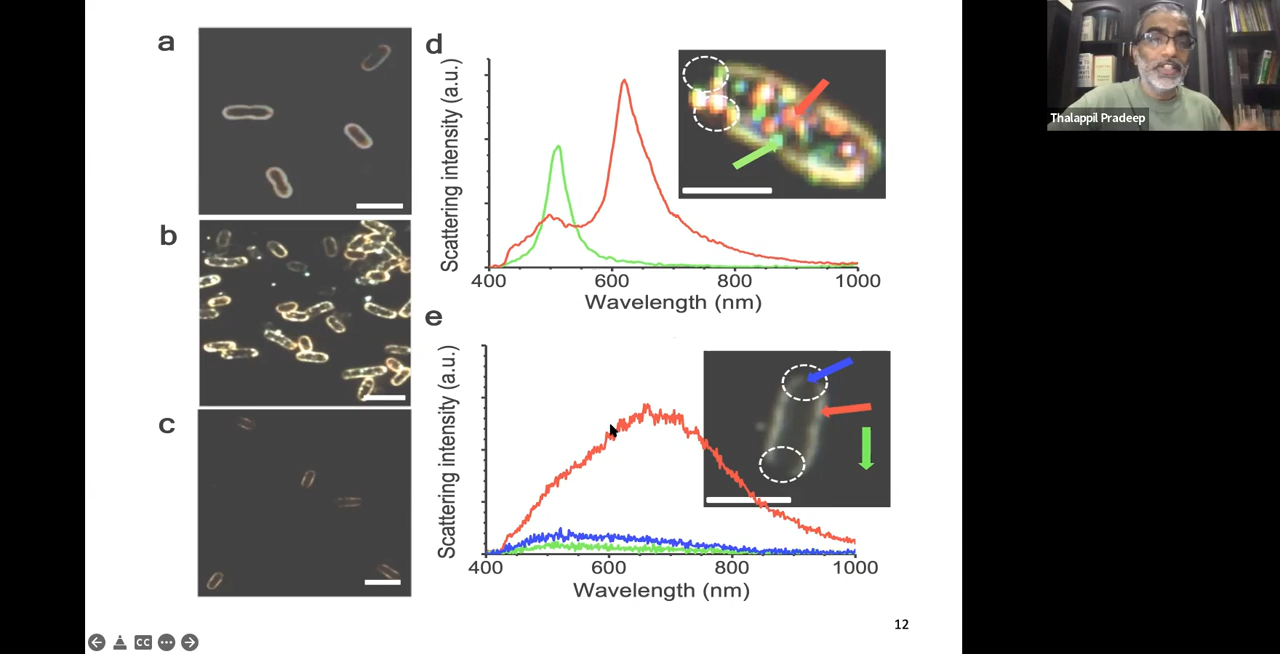 a
b
c
d
Scattering intensity (a.u.)
400
600
800
1000
Wavelength (nm)
e
Scattering intensity (a.u.)
400
600
800
1000
Wavelength (nm)
12
CC
Thalappil Pradeep